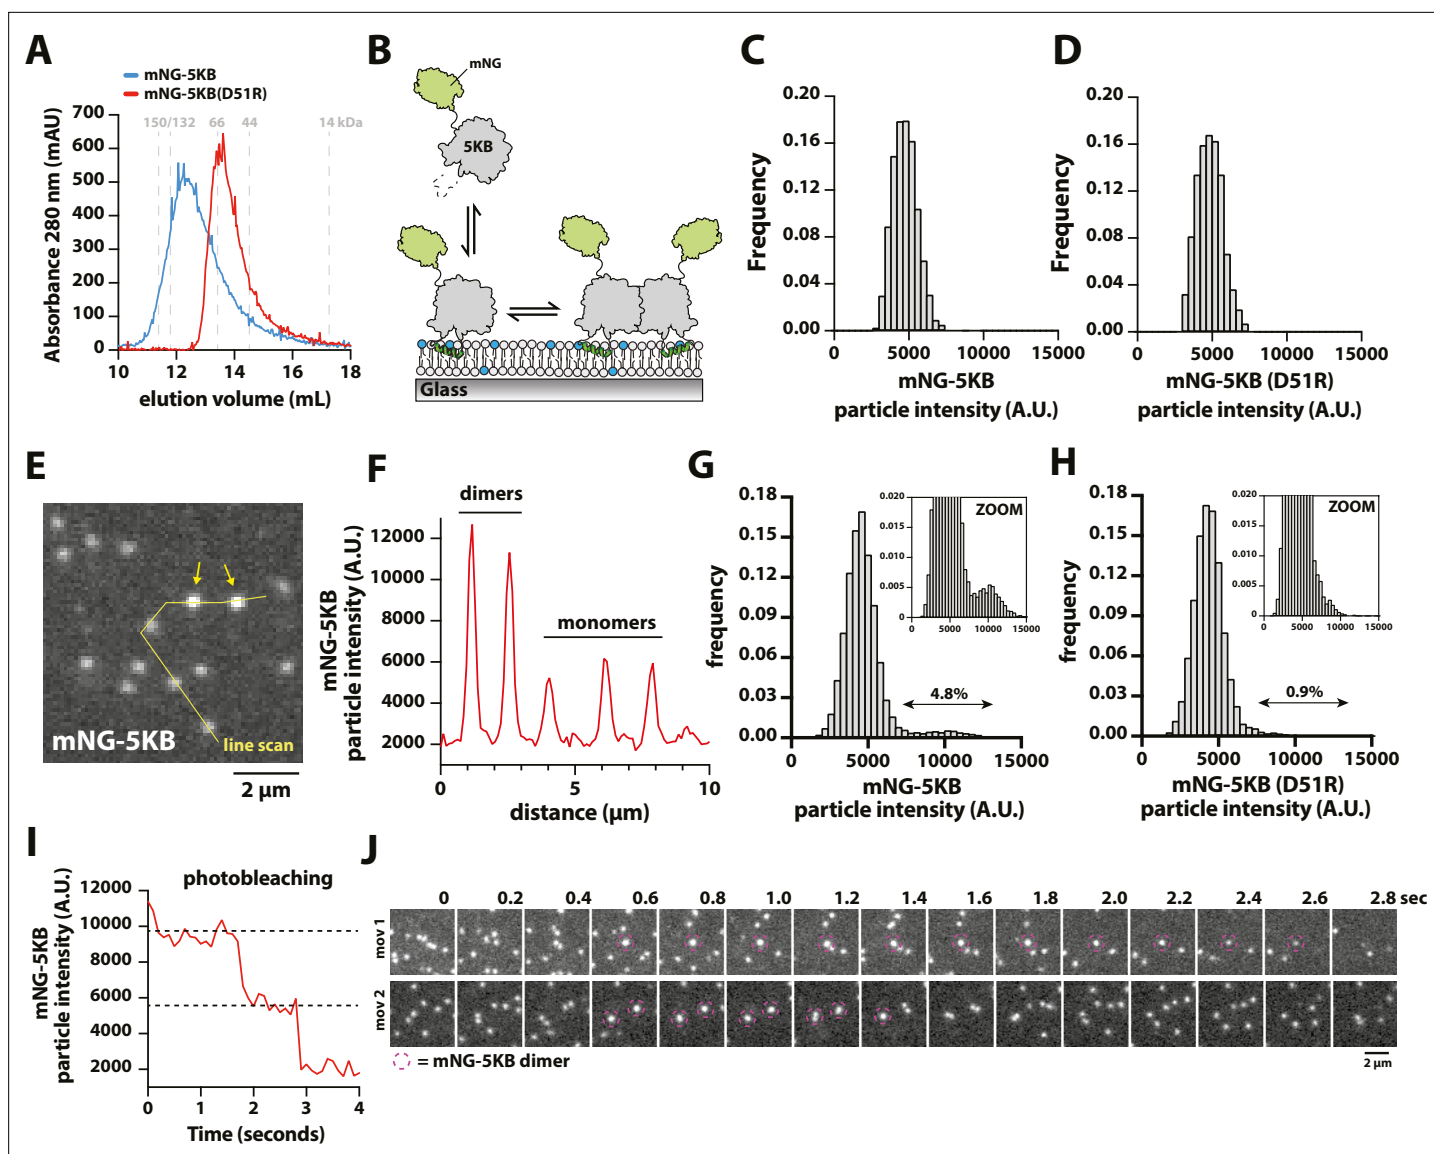 A
mNG-5KB
mNG-5KB(D51R)
150/132 66 44 14 kDa
700
600
500
400
300
200
100
0
Absorbance 280 nm (mAU)
10 12 14 16 18
elution volume (mL)
B
mNG
5KB
Glass
C
0.20
0.16
0.12
0.08
0.04
0.00
Frequency
0 5000 10000 15000
mNG-5KB
particle intensity (A.U.)
D
0.20
0.16
0.12
0.08
0.04
0.00
Frequency
0 5000 10000 15000
mNG-5KB (D51R)
particle intensity (A.U.)
E
line scan
mNG-5KB
2 µm
F
dimers
monomers
12000
10000
8000
6000
4000
2000
mNG-5KB
particle intensity (A.U.)
0 5 10
distance (µm)
G
0.18
0.15
0.12
0.09
0.06
0.03
0.00
frequency
ZOOM
0.020
0.015
0.010
0.005
0.000
0 5000 10000 15000
4.8%
0 5000 10000 15000
mNG-5KB
particle intensity (A.U.)
H
0.18
0.15
0.12
0.09
0.06
0.03
0.00
frequency
ZOOM
0.020
0.015
0.010
0.005
0.000
0 5000 10000 15000
0.9%
0 5000 10000 15000
mNG-5KB (D51R)
particle intensity (A.U.)
I
photobleaching
12000
10000
8000
6000
4000
2000
mNG-5KB
particle intensity (A.U.)
0 1 2 3 4
Time (seconds)
J
0 0.2 0.4 0.6 0.8 1.0 1.2 1.4 1.6 1.8 2.0 2.2 2.4 2.6 2.8 sec
mov 1
mov 2
= mNG-5KB dimer
2 µm